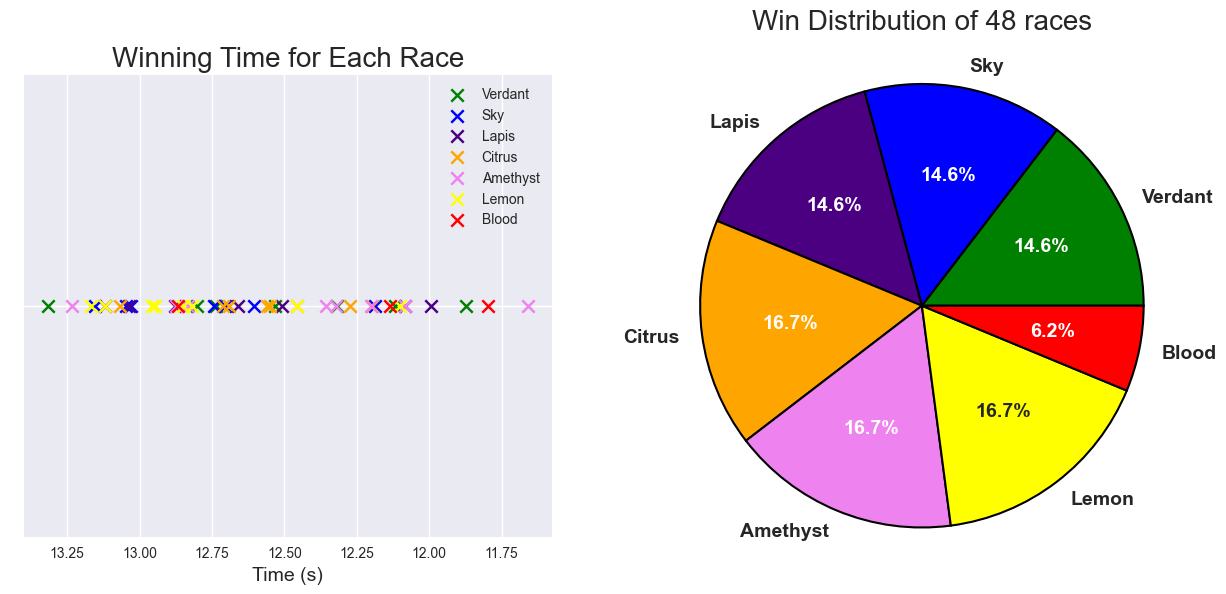 Winning Time for Each Race
Verdant
Sky
Lapis
Citrus
Amethyst
Lemon
Blood
13.25 13.00 12.75 12.50 12.25 12.00 11.75
Time (s)
Win Distribution of 48 races
Sky
Lapis
Verdant
Citrus
Blood
Amethyst
Lemon
14.6%
14.6%
14.6%
16.7%
6.2%
16.7%
16.7%